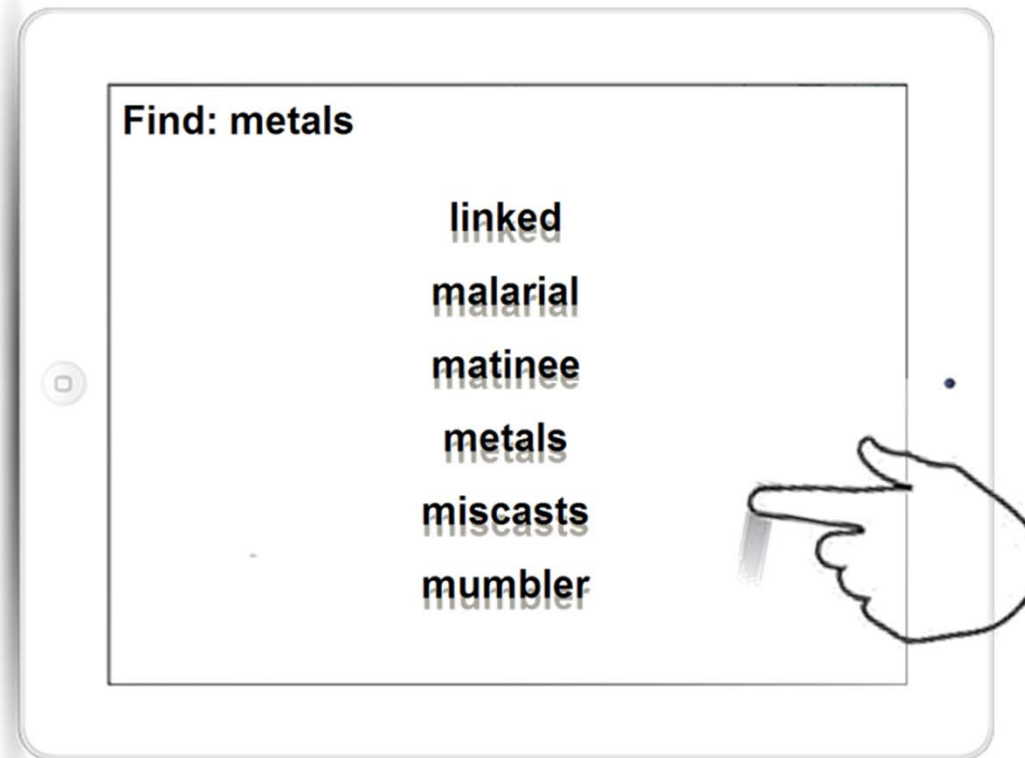 Find: metals
linked
malarial
matinee
metals
miscasts
mumbler